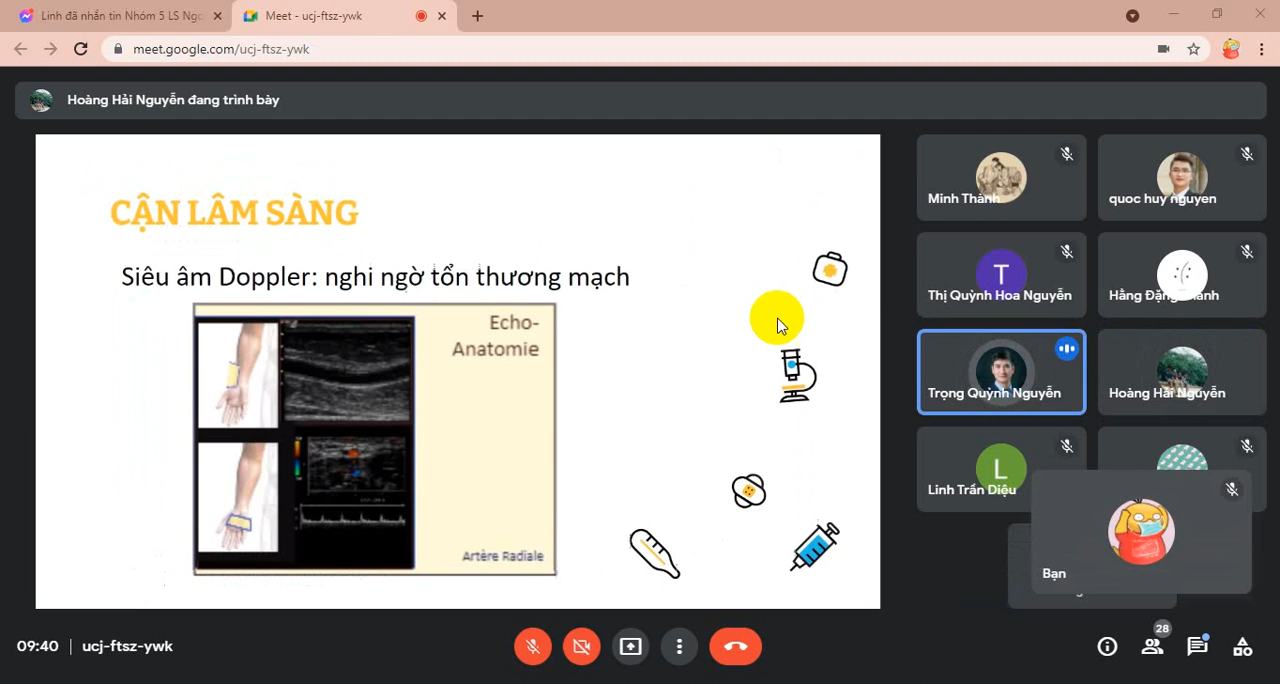 Linh đã nhắn tin Nhóm 5 LS Ngo
Meet - ucj-ftsz-ywk
meet.google.com/ucj-ftsz-ywk
Hoàng Hải Nguyễn đang trình bày
CẬN LÂM SÀNG
Siêu âm Doppler: nghi ngờ tổn thương mạch
Echo-
Anatomie
Artère Radiale
Minh Thành
quoc huy nguyen
T
Thị Quỳnh Hoa Nguyễn
Hằng Đặng
Trọng Quỳnh Nguyễn
Hoàng Hải Nguyễn
L
Linh Trần Diệu
Bạn
09:40
ucj-ftsz-ywk
28